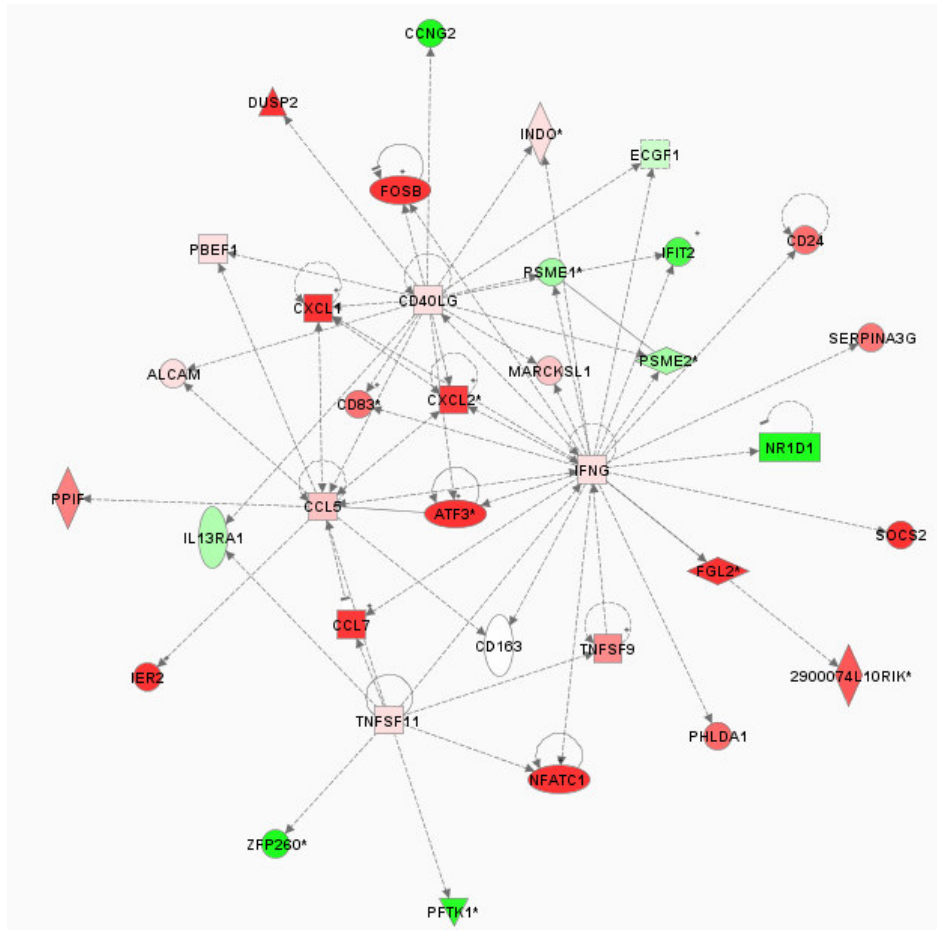 CCNG2
DUSP2
INDO*
ECGF1
FOSB
CD24
PBEF1
IFIT2
PSME1*
CD40LG
CXCL1
SERPINA3G
PSME2*
MARCKSL1
ALCAM
CD83*
CXCL2*
NR1D1
IFNG
PPIF
CCL5
ATF3*
SOCS2
IL13RA1
FGL2*
CCL7
CD163
TNFSF9
IER2
2900074L10RIK*
TNFSF11
PHLDA1
NFATC1
ZFP260*
PFTK1*